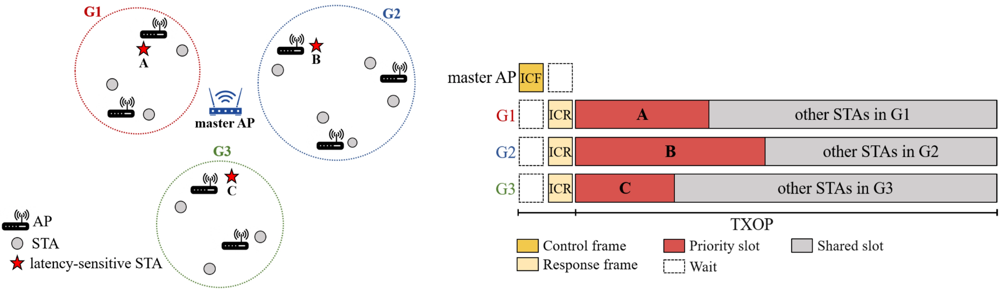 G1
G2
A
B
master AP
G3
C
AP
STA
latency-sensitive STA
master AP ICF
G1 ICR A other STAs in G1
G2 ICR B other STAs in G2
G3 ICR C other STAs in G3
TXOP
Control frame Priority slot Shared slot
Response frame Wait